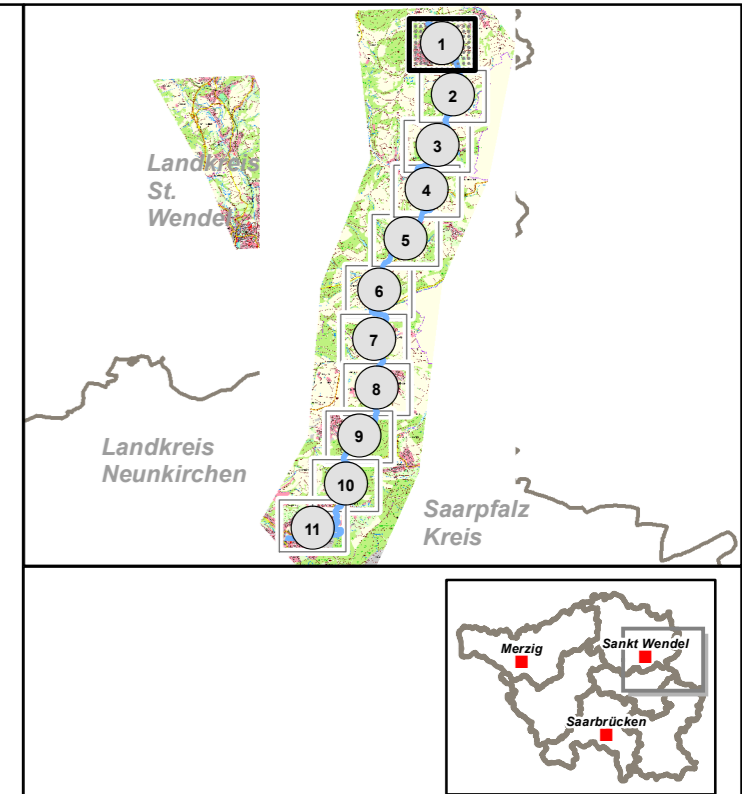 1
2
3
Landkreis
St.
Wendel
4
5
6
7
8
9
Landkreis
Neunkirchen
10
Saarpfalz
Kreis
11
Merzig
Sankt Wendel
Saarbrücken